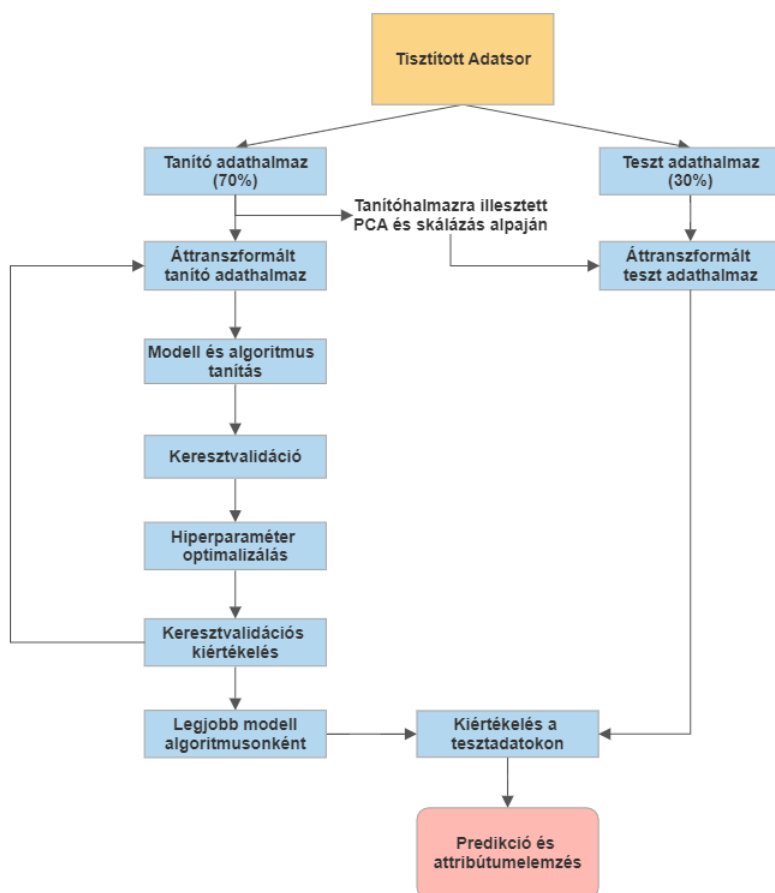 Tisztított Adatsor
Tanító adathalmaz
(70%)
Teszt adathalmaz
(30%)
Tanítóhalmazra illesztett
PCA és skálázás alpaján
Áttranszformált
tanító adathalmaz
Áttranszformált
teszt adathalmaz
Modell és algoritmus
tanítás
Keresztvalidáció
Hiperparaméter
optimalizálás
Keresztvalidációs
kiértékelés
Legjobb modell
algoritmusonként
Kiértékelés a
tesztadatokon
Predikció és
attribútumelemzés